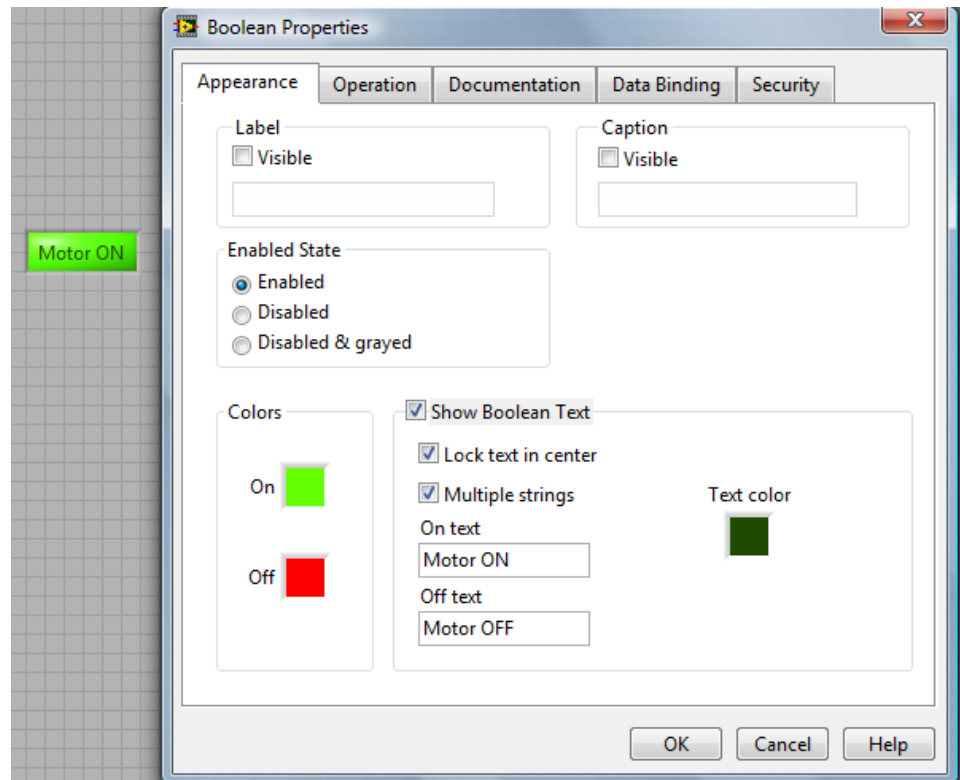 Boolean Properties
Appearance Operation Documentation Data Binding Security
Label
Visible
Caption
Visible
Motor ON
Enabled State
Enabled
Disabled
Disabled & grayed
Colors
On
Off
Show Boolean Text
Lock text in center
Multiple strings
On text
Motor ON
Off text
Motor OFF
Text color
OK Cancel Help